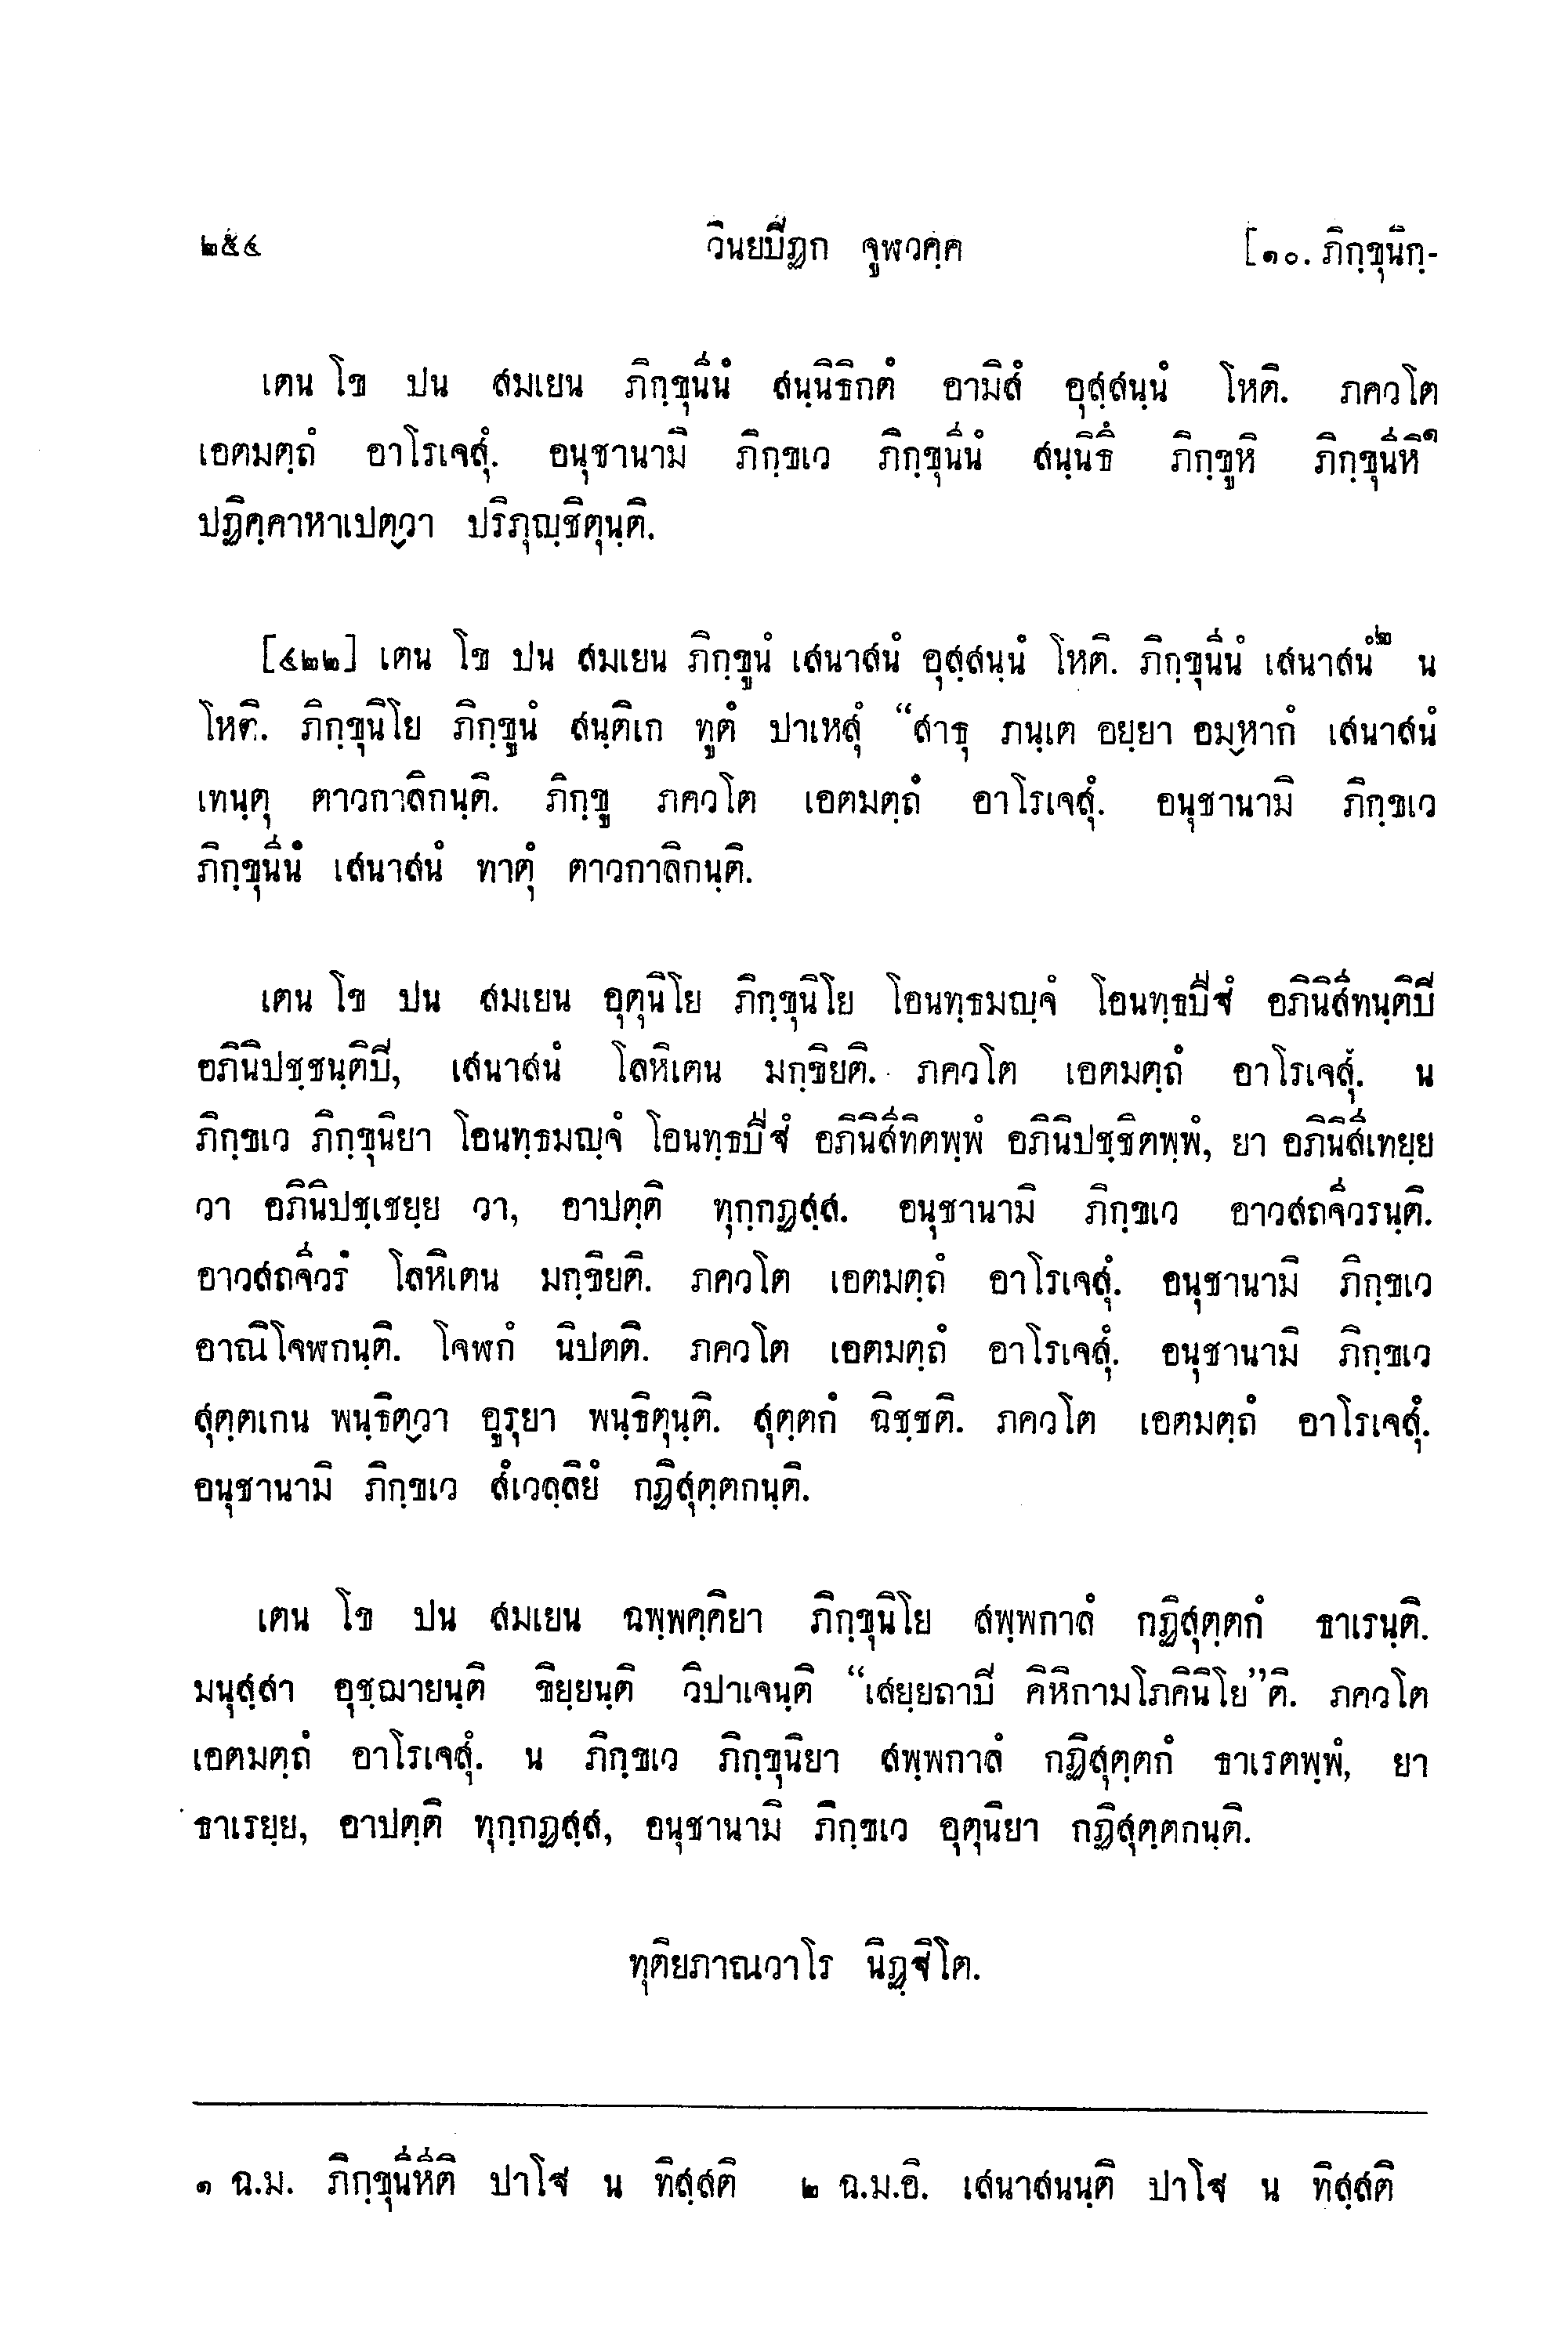 ๒๕๔ วินยปิฏก จูฬวคฺค [๑๐. ภิกฺขุนิกฺ-
เตน โข ปน สมเยน ภิกฺขุนีนํ สนฺนิธิกตํ อามิสํ อุสฺสนฺนํ โหติ. ภควโต
เอตมตฺถํ อาโรเจสุํ. อนุชานามิ ภิกฺขเว ภิกฺขุนีนํ สนฺนิธึ ภิกฺขูหิ ภิกฺขุนีหิ๑
ปฏิคฺคาหาเปตฺวา ปริภุญฺชิตุนฺติ.
[๔๒๒] เตน โข ปน สมเยน ภิกฺขูนํ เสนาสนํ อุสฺสนฺนํ โหติ. ภิกฺขุนีนํ เสนาสนํ๒ น
โหติ. ภิกฺขุนิโย ภิกฺขูนํ สนฺติเก ทูตํ ปาเหสุํ “สาธุ ภนฺเต อยฺยา อมฺหากํ เสนาสนํ
เทนฺตุ ตาวกาลิกนฺติ. ภิกฺขู ภควโต เอตมตฺถํ อาโรเจสุํ. อนุชานามิ ภิกฺขเว
ภิกฺขุนีนํ เสนาสนํ ทาตุํ ตาวกาลิกนฺติ.
เตน โข ปน สมเยน อุตุนิโย ภิกฺขุนิโย โอนทฺธมญฺจํ โอนทฺธปีฐํ อภินิสีทนฺติปิ
อภินิปชฺชนฺติปิ, เสนาสนํ โลหิเตน มกฺขิยติ. ภควโต เอตมตฺถํ อาโรเจสุํ. น
ภิกฺขเว ภิกฺขุนิยา โอนทฺธมญฺจํ โอนทฺธปีฐํ อภินิสีทิตพฺพํ อภินิปชฺชิตพฺพํ, ยา อภินิสีเทยฺย
วา อภินิปชฺเชยฺย วา, อาปตฺติ ทุกฺกฏสฺส. อนุชานามิ ภิกฺขเว อาวสถจีวรนฺติ.
อาวสถจีวรํ โลหิเตน มกฺขิยติ. ภควโต เอตมตฺถํ อาโรเจสุํ. อนุชานามิ ภิกฺขเว
อาณิโจฬกนฺติ. โจฬกํ นิปตติ. ภควโต เอตมตฺถํ อาโรเจสุํ. อนุชานามิ ภิกฺขเว
สุตฺตเกน พนฺธิตฺวา อูรุยา พนฺธิตุนฺติ. สุตฺตกํ ฉิชฺชติ. ภควโต เอตมตฺถํ อาโรเจสุํ.
อนุชานามิ ภิกฺขเว สํเวลฺลิยํ กฏิสุตฺตกนฺติ.
เตน โข ปน สมเยน ฉพฺพคฺคิยา ภิกฺขุนิโย สพฺพกาลํ กฏิสุตฺตกํ ธาเรนฺติ.
มนุสฺสา อุชฺฌายนฺติ ขิยฺยนฺติ วิปาเจนฺติ “เสยฺยถาปิ คิหิกามโภคินิโย”ติ. ภควโต
เอตมตฺถํ อาโรเจสุํ. น ภิกฺขเว ภิกฺขุนิยา สพฺพกาลํ กฏิสุตฺตกํ ธาเรตพฺพํ, ยา
ธาเรยฺย, อาปตฺติ ทุกฺกฏสฺส, อนุชานามิ ภิกฺขเว อุตุนิยา กฏิสุตฺตกนฺติ.
ทุติยภาณวาโร นิฏฺฐิโต.
๑ ฉ.ม. ภิกฺขุนีหีติ ปาโฐ น ทิสฺสติ ๒ ฉ.ม.อิ. เสนาสนนฺติ ปาโฐ น ทิสฺสติ